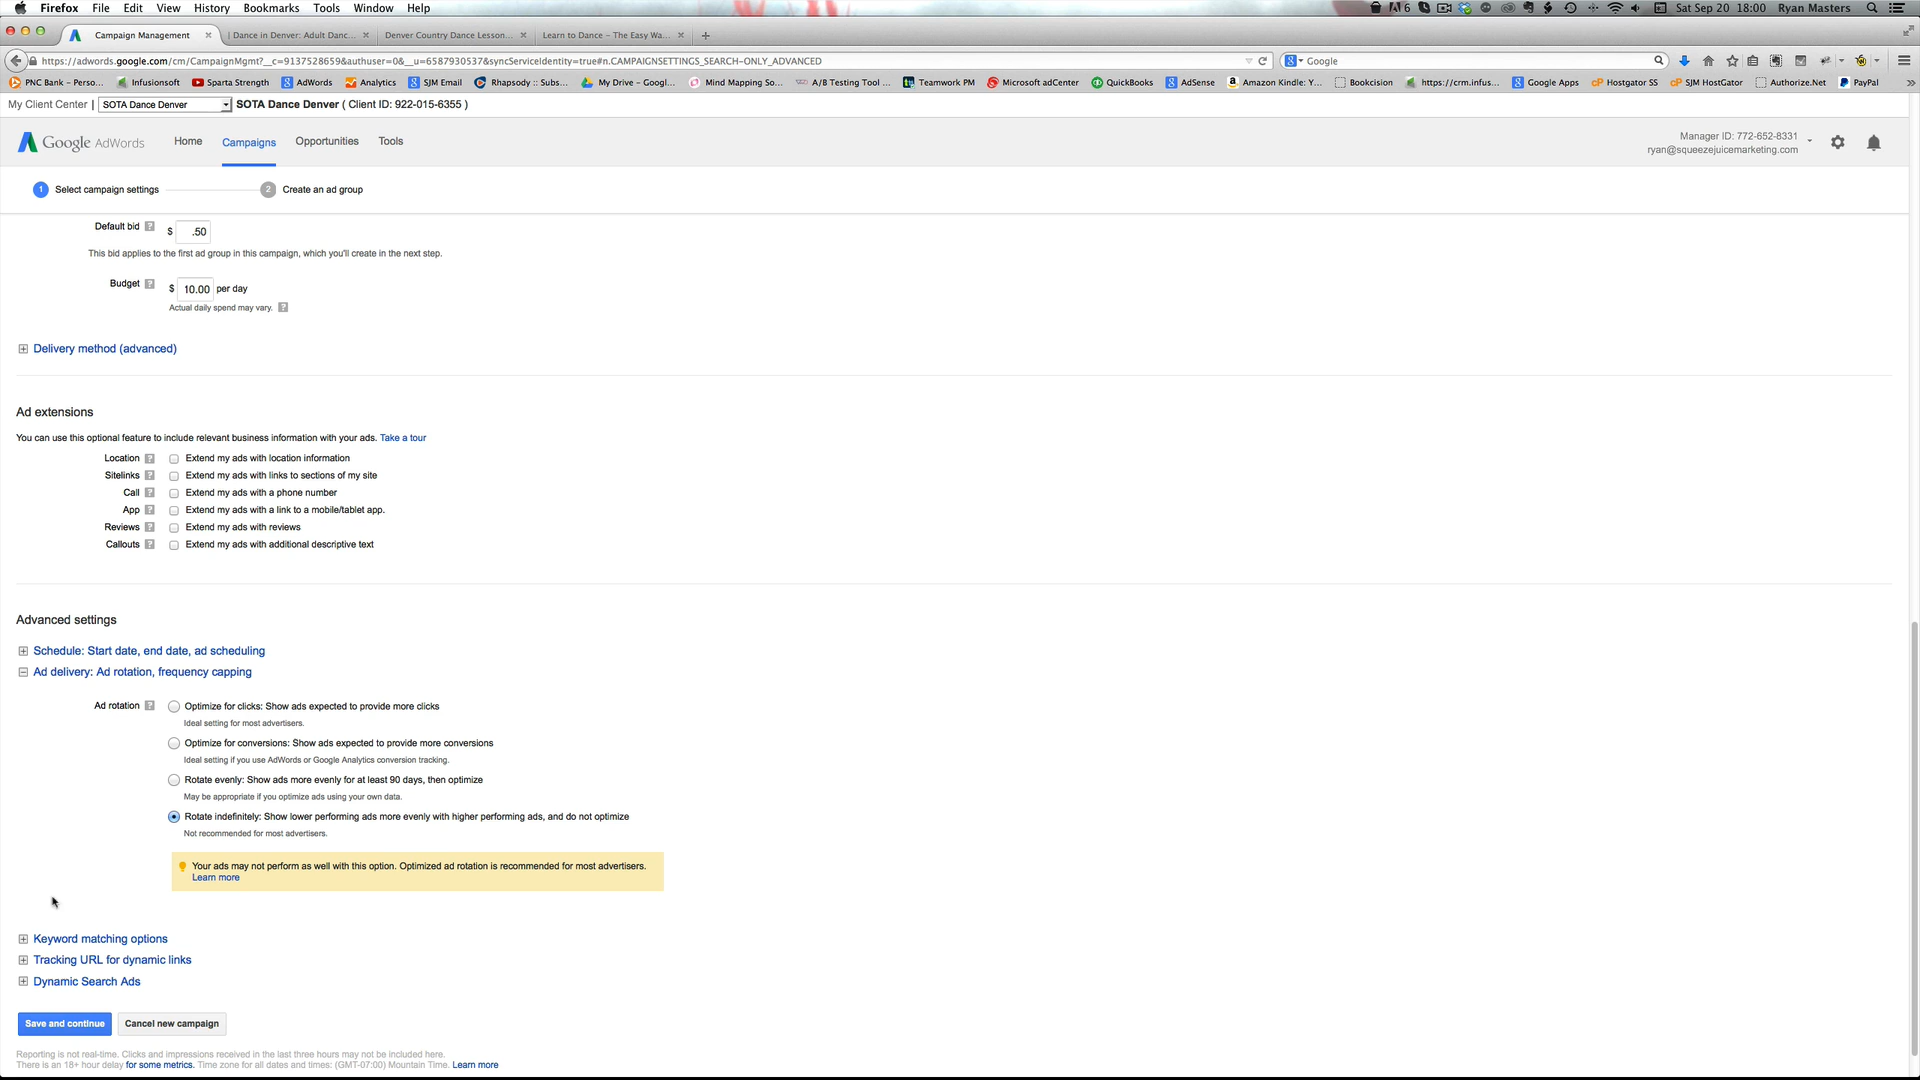 Firefox File Edit View History Bookmarks Tools Window Help
6 Sat Sep 20 18:00 Ryan Masters
Campaign Management | Dance in Denver: Adult Danc... Denver Country Dance Lesson... Learn to Dance – The Easy Wa...
https://adwords.google.com/cm/CampaignMgmt?__c=9137528659&authuser=0&__u=6587930537&syncServiceIdentity=true#n.CAMPAIGNSETTINGS_SEARCH-ONLY_ADVANCED Google
PNC Bank – Perso... Infusionsoft Sparta Strength AdWords Analytics SJM Email Rhapsody :: Subs... My Drive – Googl... Mind Mapping So... A/B Testing Tool ... Teamwork PM Microsoft adCenter QuickBooks AdSense Amazon Kindle: Y... Bookcision https://crm.infus... Google Apps Hostgator SS SJM HostGator Authorize.Net PayPal
My Client Center | SOTA Dance Denver SOTA Dance Denver ( Client ID: 922-015-6355 )
Google AdWords Home Campaigns Opportunities Tools
Manager ID: 772-652-8331
ryan@squeezejuicemarketing.com
1 Select campaign settings 2 Create an ad group
Default bid ? $ .50
This bid applies to the first ad group in this campaign, which you'll create in the next step.
Budget ? $ 10.00 per day
Actual daily spend may vary. ?
Delivery method (advanced)
Ad extensions
You can use this optional feature to include relevant business information with your ads. Take a tour
Location ? Extend my ads with location information
Sitelinks ? Extend my ads with links to sections of my site
Call ? Extend my ads with a phone number
App ? Extend my ads with a link to a mobile/tablet app.
Reviews ? Extend my ads with reviews
Callouts ? Extend my ads with additional descriptive text
Advanced settings
Schedule: Start date, end date, ad scheduling
Ad delivery: Ad rotation, frequency capping
Ad rotation ? Optimize for clicks: Show ads expected to provide more clicks
Ideal setting for most advertisers.
Optimize for conversions: Show ads expected to provide more conversions
Ideal setting if you use AdWords or Google Analytics conversion tracking.
Rotate evenly: Show ads more evenly for at least 90 days, then optimize
May be appropriate if you optimize ads using your own data.
Rotate indefinitely: Show lower performing ads more evenly with higher performing ads, and do not optimize
Not recommended for most advertisers.
Your ads may not perform as well with this option. Optimized ad rotation is recommended for most advertisers.
Learn more
Keyword matching options
Tracking URL for dynamic links
Dynamic Search Ads
Save and continue Cancel new campaign
Reporting is not real-time. Clicks and impressions received in the last three hours may not be included here.
There is an 18+ hour delay for some metrics. Time zone for all dates and times: (GMT-07:00) Mountain Time. Learn more